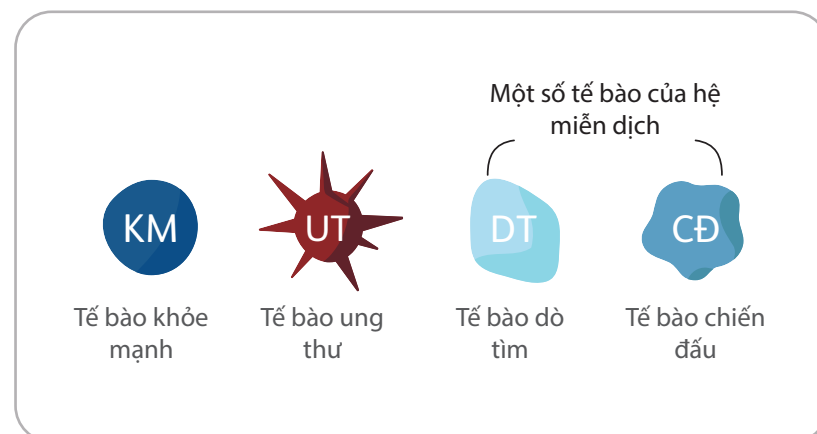 Một số tế bào của hệ
miễn dịch
KM
UT
DT
CĐ
Tế bào khỏe
mạnh
Tế bào ung
thư
Tế bào dò
tìm
Tế bào chiến
đấu